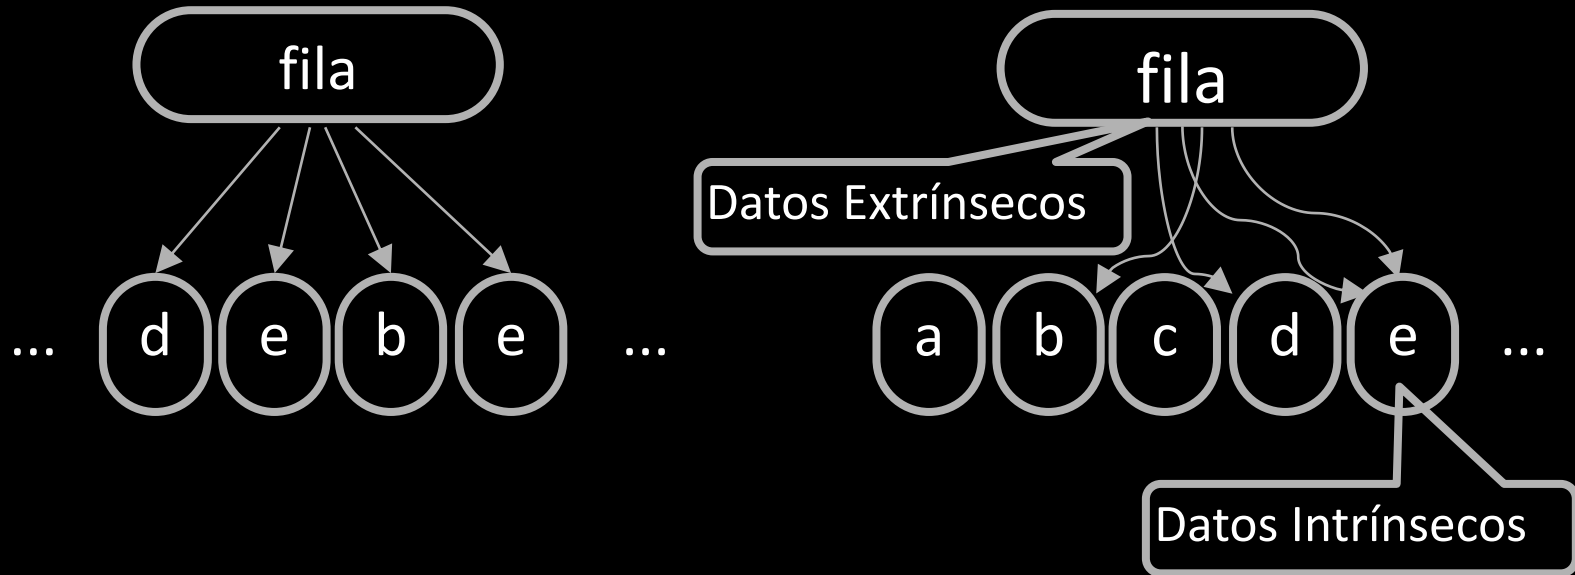 fila
fila
Datos Extrínsecos
... d e b e ...
a b c d e ...
Datos Intrínsecos